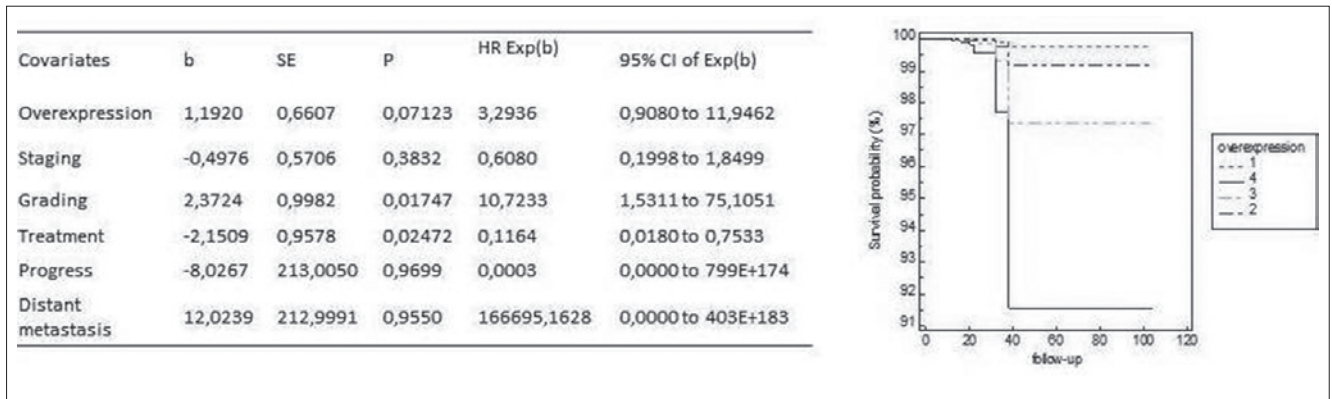 Covariates b SE P HR Exp(b) 95% CI of Exp(b)
Overexpression 1,1920 0,6607 0,07123 3,2936 0,9080 to 11,9462
Staging -0,4976 0,5706 0,3832 0,6080 0,1998 to 1,8499
Grading 2,3724 0,9982 0,01747 10,7233 1,5311 to 75,1051
Treatment -2,1509 0,9578 0,02472 0,1164 0,0180 to 0,7533
Progress -8,0267 213,0050 0,9699 0,0003 0,0000 to 799E+174
Distant
metastasis 12,0239 212,9991 0,9550 166695,1628 0,0000 to 403E+183
Survival probability (%)
100
99
98
97
96
95
94
93
92
91
0 20 40 60 80 100 120
follow-up
overexpression
1
4
3
2